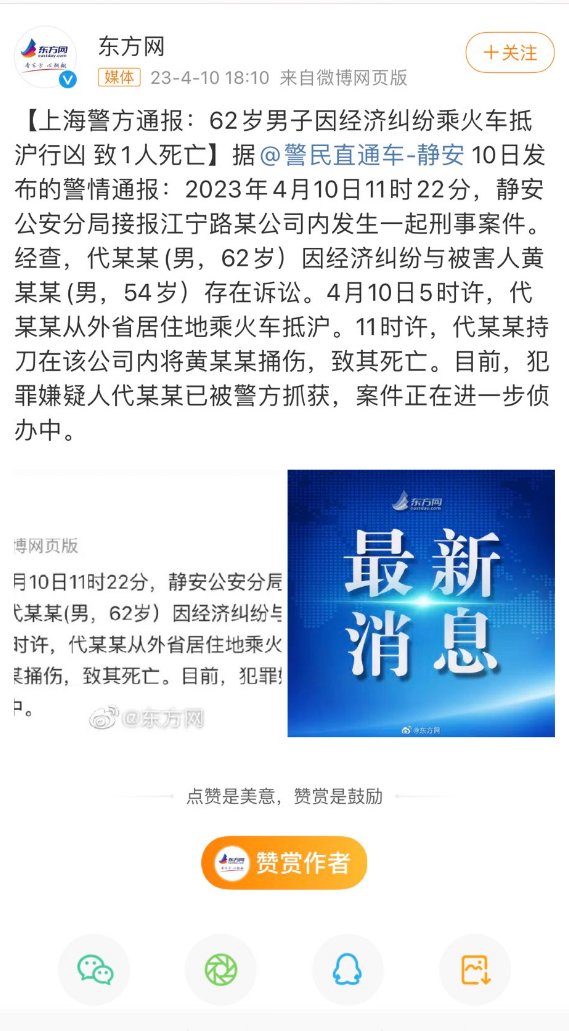 东方网
eastday.com
东方网
媒体 23-4-10 18:10 来自微博网页版
+关注
【上海警方通报：62岁男子因经济纠纷乘火车抵
沪行凶 致1人死亡】据 @警民直通车-静安 10日发
布的警情通报：2023年4月10日11时22分，静安
公安分局接报江宁路某公司内发生一起刑事案件。
经查，代某某（男，62岁）因经济纠纷与被害人黄
某某（男，54岁）存在诉讼。4月10日5时许，代
某某从外省居住地乘火车抵沪。11时许，代某某持
刀在该公司内将黄某某捅伤，致其死亡。目前，犯
罪嫌疑人代某某已被警方抓获，案件正在进一步侦
办中。
博网页版
月10日11时22分，静安公安分局
代某某(男，62岁）因经济纠纷与
时许，代某某从外省居住地乘火
某捅伤，致其死亡。目前，犯罪嫌
中。
@东方网
东方网
eastday.com
最新
消息
@东方网
点赞是美意，赞赏是鼓励
东方网
赞赏作者